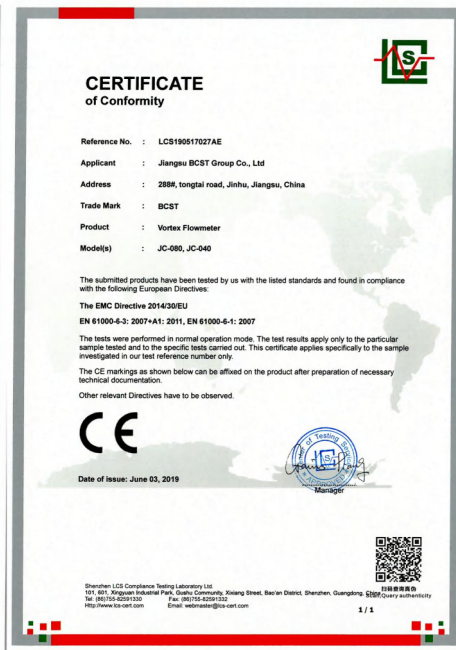 LCS
CERTIFICATE
of Conformity
Reference No. : LCS190517027AE
Applicant : Jiangsu BCST Group Co., Ltd
Address : 288#, tongtai road, Jinhu, Jiangsu, China
Trade Mark : BCST
Product : Vortex Flowmeter
Model(s) : JC-080, JC-040
The submitted products have been tested by us with the listed standards and found in compliance
with the following European Directives:
The EMC Directive 2014/30/EU
EN 61000-6-3: 2007+A1: 2011, EN 61000-6-1: 2007
The tests were performed in normal operation mode. The test results apply only to the particular
sample tested and to the specific tests carried out. This certificate applies specifically to the sample
investigated in our test reference number only.
The CE markings as shown below can be affixed on the product after preparation of necessary
technical documentation.
Other relevant Directives have to be observed.
CE
of Testing
APPROVED
Date of issue: June 03, 2019
Manager
Shenzhen LCS Compliance Testing Laboratory Ltd.
101, 601, Xingyuan Industrial Park, Gushu Community, Xixiang Street, Bao'an District, Shenzhen, Guangdong, China
扫码查询真伪
Query authenticity
Tel: (86)755-82591330 Fax: (86)755-82591332
Http://www.lcs-cert.com Email: webmaster@lcs-cert.com
1 / 1